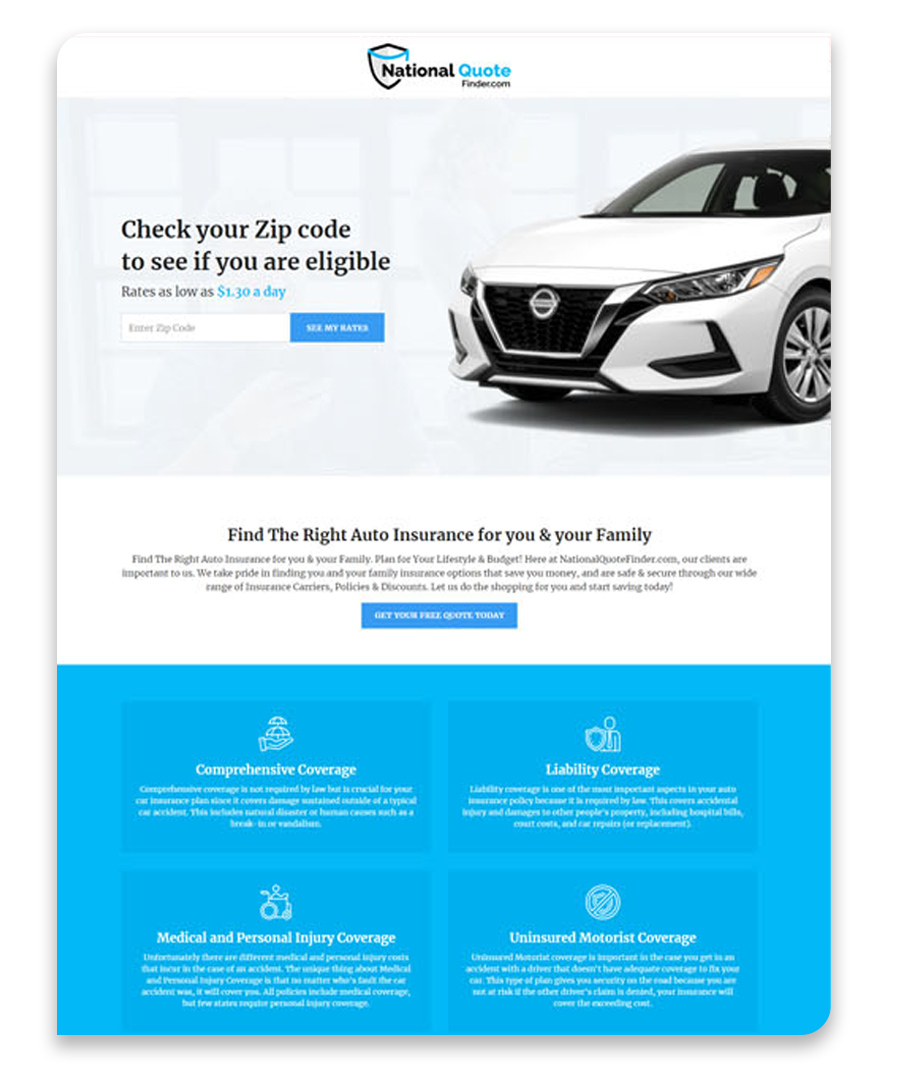 National Quote
Finder.com
Check your Zip code
to see if you are eligible
Rates as low as $1.30 a day
Enter Zip Code
SEE MY RATES
Find The Right Auto Insurance for you & your Family
Find The Right Auto Insurance for you & your Family. Plan for Your Lifestyle & Budget! Here at NationalQuoteFinder.com, our clients are
important to us. We take pride in finding you and your family insurance options that save you money, and are safe & secure through our wide
range of Insurance Carriers, Policies & Discounts. Let us do the shopping for you and start saving today!
GET YOUR FREE QUOTE TODAY
Comprehensive Coverage
Comprehensive coverage is not required by law but is crucial for your
car insurance plan since it covers damage sustained outside of a typical
car accident. This includes natural disaster or human causes such as a
break-in or vandalism.
Liability Coverage
Liability coverage is one of the most important aspects in your auto
insurance policy because it is required by law. This covers accidental
injury and damages to other people's property, including hospital bills,
court costs, and car repairs (or replacement).
Medical and Personal Injury Coverage
Unfortunately there are different medical and personal injury costs
that incur in the case of an accident. The unique thing about Medical
and Personal Injury Coverage is that no matter who's fault the car
accident was, it will cover you. All policies include medical coverage,
but few states require personal injury coverage.
Uninsured Motorist Coverage
Uninsured Motorist coverage is important in the case you get in an
accident with a driver that doesn't have adequate coverage to fix your
car. This type of plan gives you security on the road because you are
not at risk if the other driver's claim is denied, your insurance will
cover the exceeding cost.